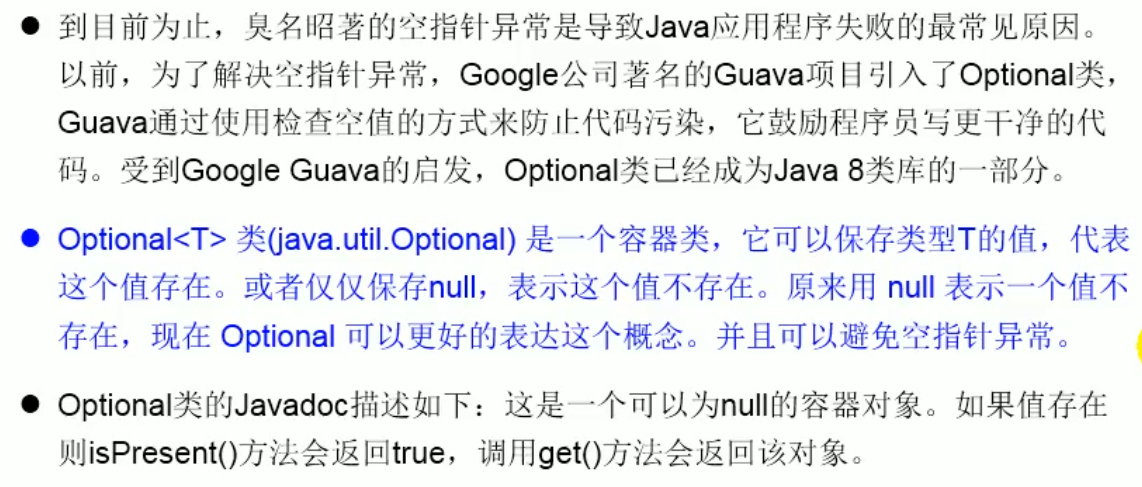 ● 到目前为止，臭名昭著的空指针异常是导致Java应用程序失败的最常见原因。
以前，为了解决空指针异常，Google公司著名的Guava项目引入了Optional类，
Guava通过使用检查空值的方式来防止代码污染，它鼓励程序员写更干净的代
码。受到Google Guava的启发，Optional类已经成为Java 8类库的一部分。
● Optional<T> 类(java.util.Optional) 是一个容器类，它可以保存类型T的值，代表
这个值存在。或者仅仅保存null，表示这个值不存在。原来用 null 表示一个值不
存在，现在 Optional 可以更好的表达这个概念。并且可以避免空指针异常。
● Optional类的Javadoc描述如下：这是一个可以为null的容器对象。如果值存在
则isPresent()方法会返回true，调用get()方法会返回该对象。